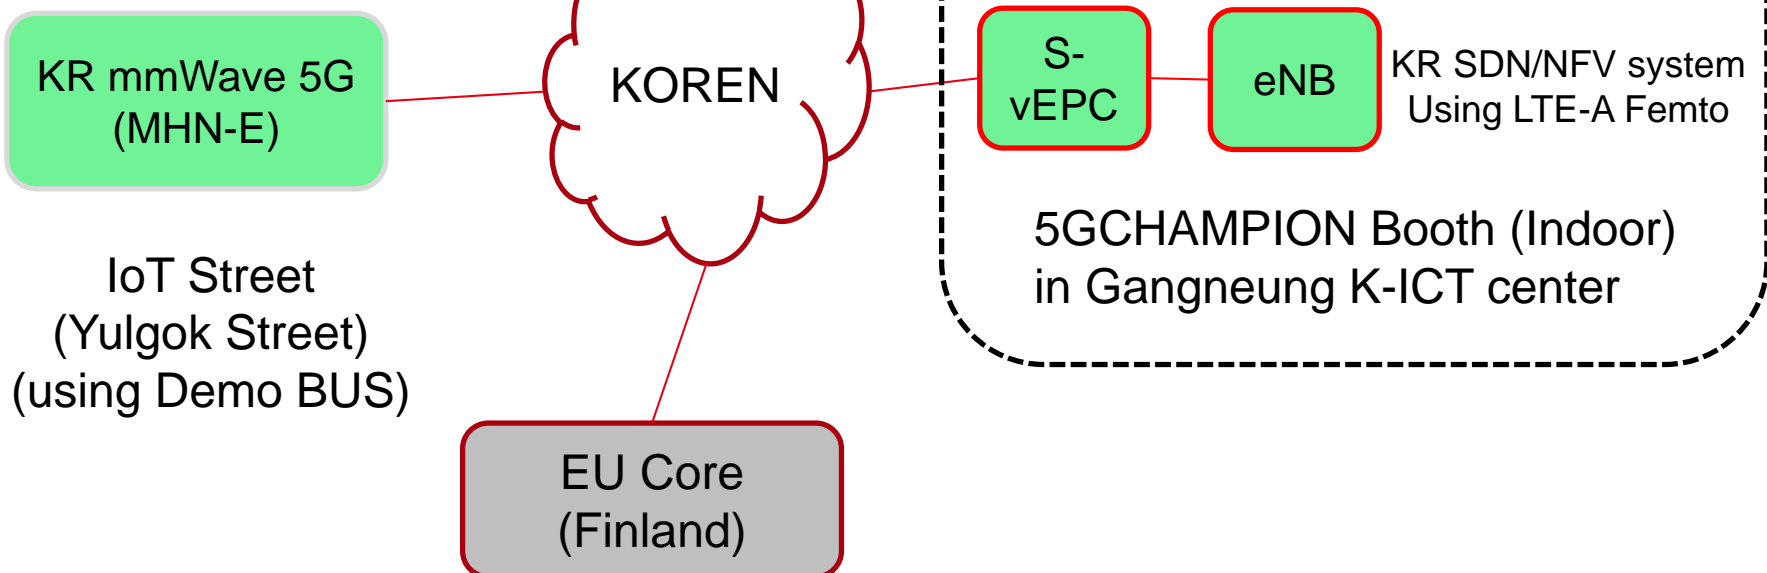 KR mmWave 5G
(MHN-E)
KOREN
S-
vEPC
eNB
KR SDN/NFV system
Using LTE-A Femto
5GCHAMPION Booth (Indoor)
in Gangneung K-ICT center
IoT Street
(Yulgok Street)
(using Demo BUS)
EU Core
(Finland)